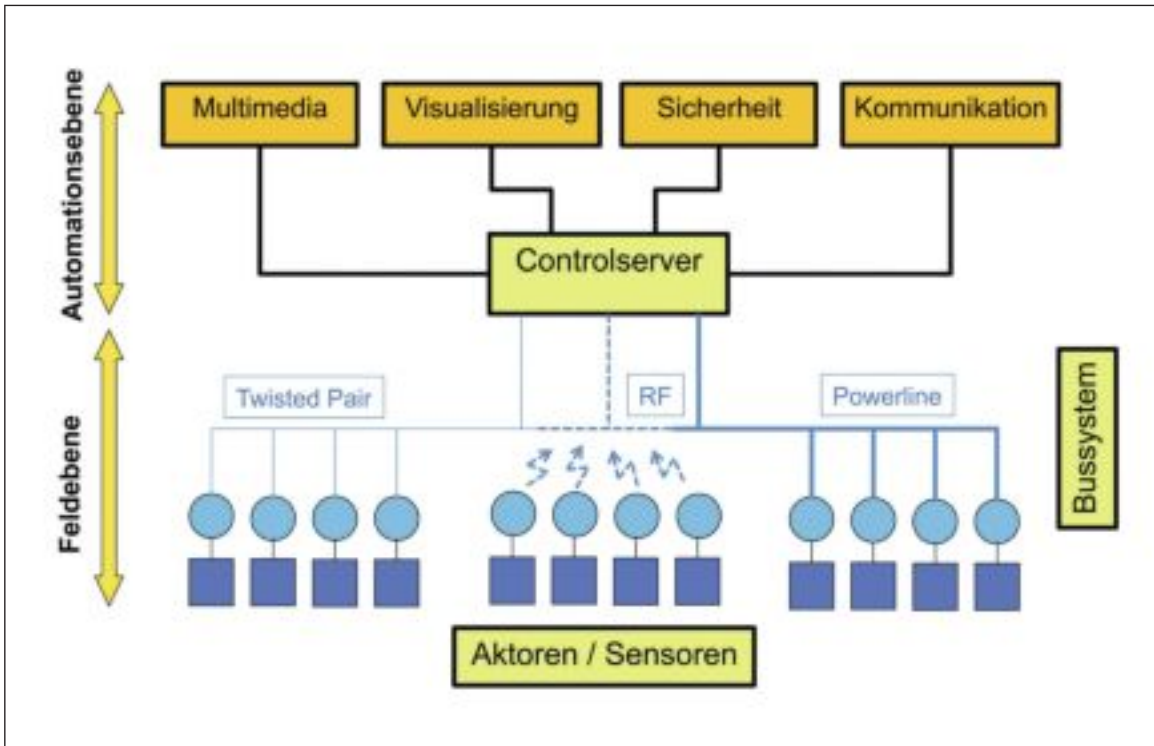 Automationsebene
Multimedia
Visualisierung
Sicherheit
Kommunikation
Controlserver
Feldebene
Twisted Pair
RF
Powerline
Bussystem
Aktoren / Sensoren